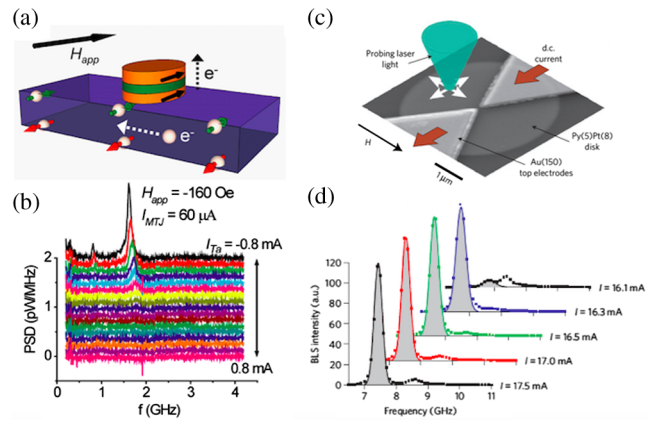 (a)
H_app
e-
e-
(b)
H_app = -160 Oe
I_MTJ = 60 μA
I_Ta = -0.8 mA
0.8 mA
PSD (pW/MHz)
2
1
0
0
1
2
3
4
f (GHz)
(c)
Probing laser
light
d.c.
current
H
1 μm
Py(5)Pt(8)
disk
Au(150)
top electrodes
(d)
BLS intensity (a.u.)
120
100
80
60
40
20
0
7
8
9
10
11
Frequency (GHz)
I = 16.1 mA
I = 16.3 mA
I = 16.5 mA
I = 17.0 mA
I = 17.5 mA